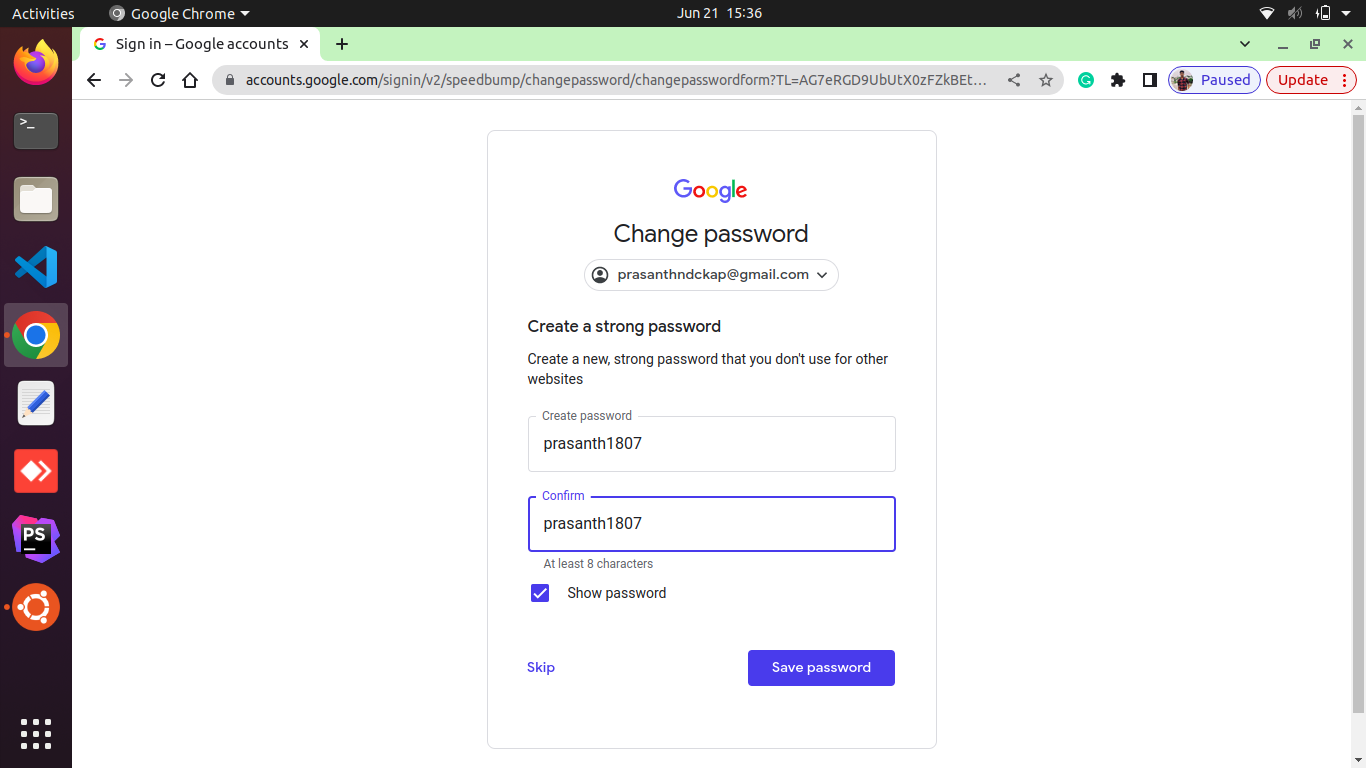 Activities
Google Chrome
Jun 21 15:36
Sign in – Google accounts
accounts.google.com/signin/v2/speedbump/changepassword/changepasswordform?TL=AG7eRGD9UbUtX0zFZkBEt...
Paused
Update
>_
PS
Google
Change password
prasanthndckap@gmail.com
Create a strong password
Create a new, strong password that you don't use for other
websites
Create password
prasanth1807
Confirm
prasanth1807
At least 8 characters
Show password
Skip
Save password